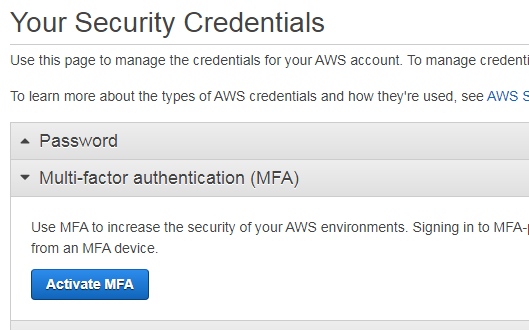 Your Security Credentials
Use this page to manage the credentials for your AWS account. To manage
To learn more about the types of AWS credentials and how they're used, see AWS
Password
Multi-factor authentication (MFA)
Use MFA to increase the security of your AWS environments. Signing in to
from an MFA device.
Activate MFA